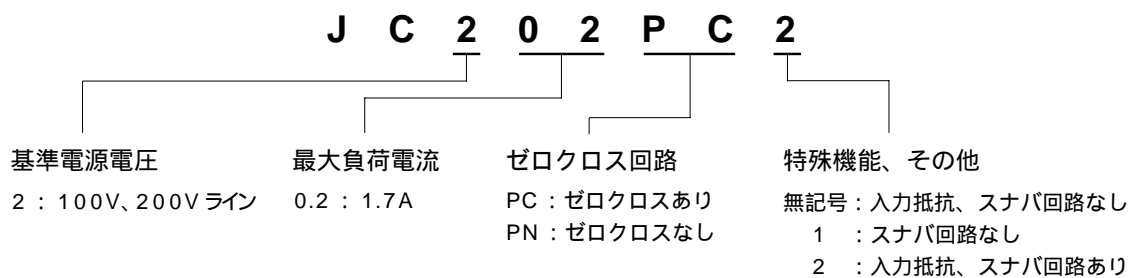 JC202PC2
基準電源電圧
2 : 100V、200V ライン
最大負荷電流
0.2 : 1.7A
ゼロクロス回路
PC：ゼロクロスあり
PN：ゼロクロスなし
特殊機能、その他
無記号：入力抵抗、スナバ回路なし
1 ：スナバ回路なし
2 ：入力抵抗、スナバ回路あり